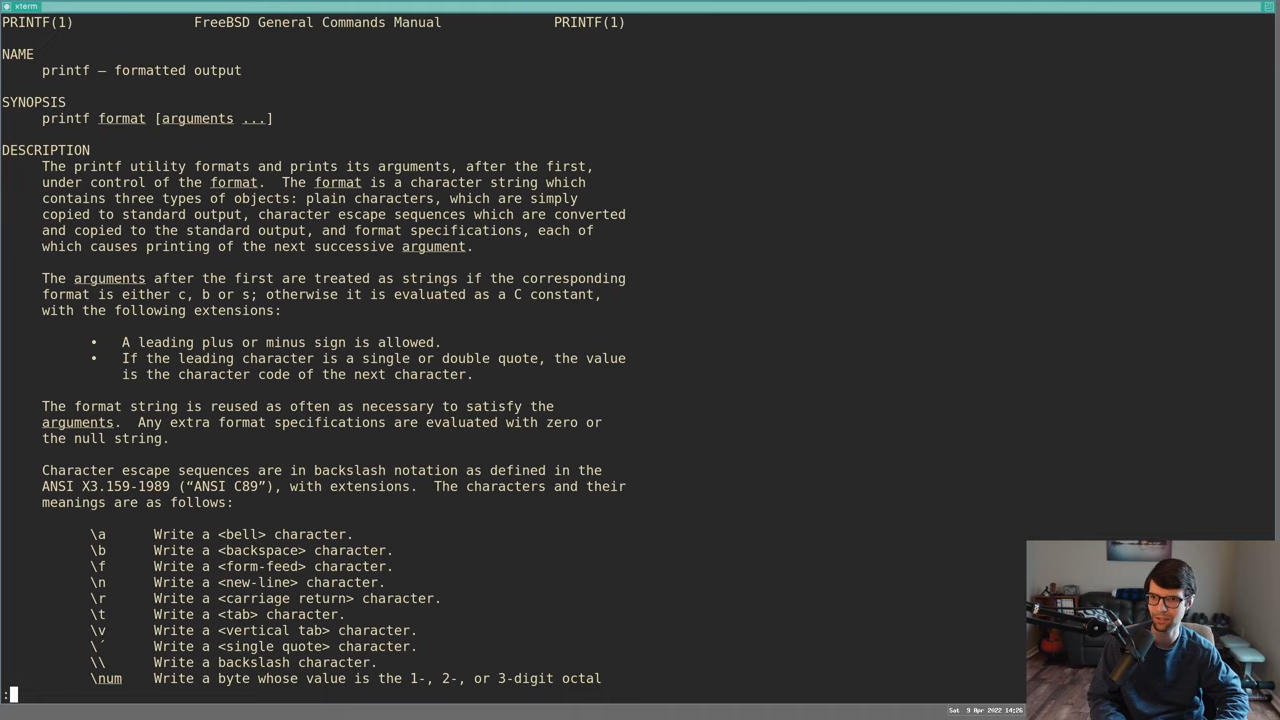 xterm
PRINTF(1) FreeBSD General Commands Manual PRINTF(1)
NAME
printf – formatted output
SYNOPSIS
printf format [arguments ...]
DESCRIPTION
The printf utility formats and prints its arguments, after the first,
under control of the format. The format is a character string which
contains three types of objects: plain characters, which are simply
copied to standard output, character escape sequences which are converted
and copied to the standard output, and format specifications, each of
which causes printing of the next successive argument.
The arguments after the first are treated as strings if the corresponding
format is either c, b or s; otherwise it is evaluated as a C constant,
with the following extensions:
• A leading plus or minus sign is allowed.
• If the leading character is a single or double quote, the value
is the character code of the next character.
The format string is reused as often as necessary to satisfy the
arguments. Any extra format specifications are evaluated with zero or
the null string.
Character escape sequences are in backslash notation as defined in the
ANSI X3.159-1989 (“ANSI C89”), with extensions. The characters and their
meanings are as follows:
\a Write a <bell> character.
\b Write a <backspace> character.
\f Write a <form-feed> character.
\n Write a <new-line> character.
\r Write a <carriage return> character.
\t Write a <tab> character.
\v Write a <vertical tab> character.
\´ Write a <single quote> character.
\\ Write a backslash character.
\num Write a byte whose value is the 1-, 2-, or 3-digit octal
:
Sat 9 Apr 2022 14:26